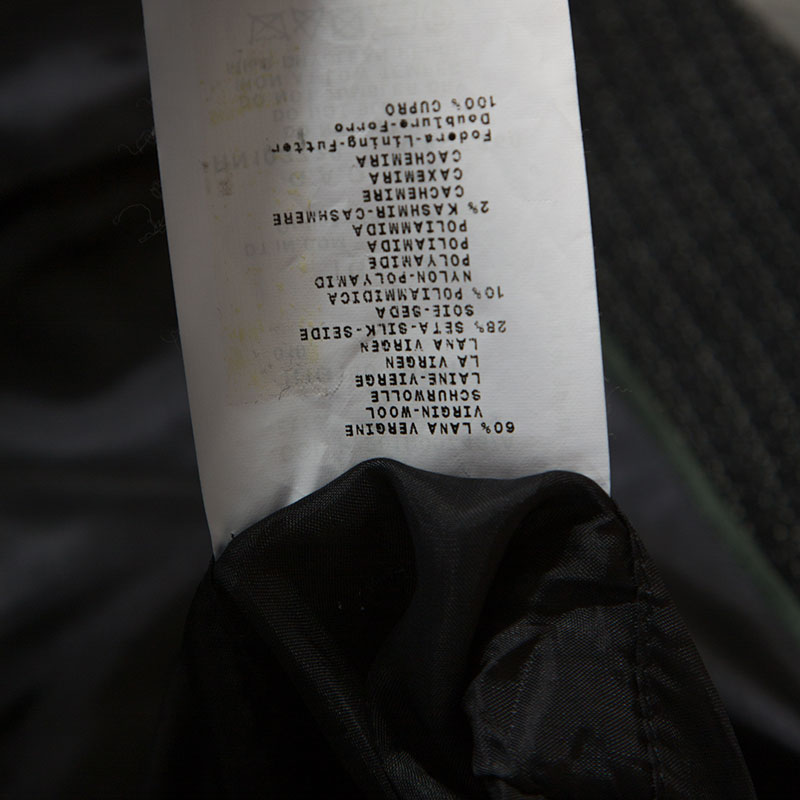 60% LANA VERGINE
VIRGIN-WOOL
SCHURWOLLE
LAINE-VIERGE
LA VIRGEN
LANA VIRGEN
28% SETA-SILK-SEIDE
SOIE-SEDA
10% POLIAMMIDICA
NYLON-POLYAMID
POLYAMIDE
POLIAMIDA
POLIAMMIDA
2% KASHMIR-CASHMERE
CACHEMIRE
CAXEMIRA
CACHEMIRA
Fodera-Lining-Futter
Doublure-Forro
100% CUPRO